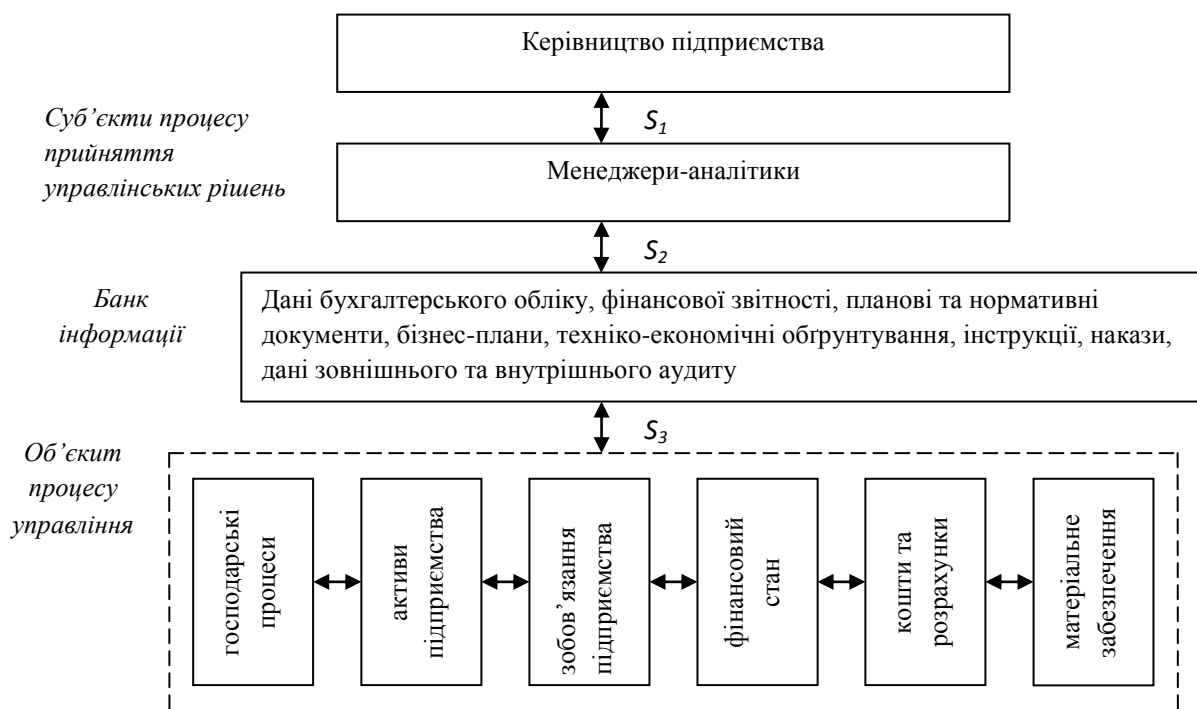 Керівництво підприємства
Суб’єкти процесу
прийняття
управлінських рішень
S1
Менеджери-аналітики
S2
Банк
інформації
Дані бухгалтерського обліку, фінансової звітності, планові та нормативні
документи, бізнес-плани, техніко-економічні обґрунтування, інструкції, накази,
дані зовнішнього та внутрішнього аудиту
S3
Об’єкит
процесу
управління
господарські
процеси
активи
підприємства
зобов’язання
підприємства
фінансовий
стан
кошти та
розрахунки
матеріальне
забезпечення